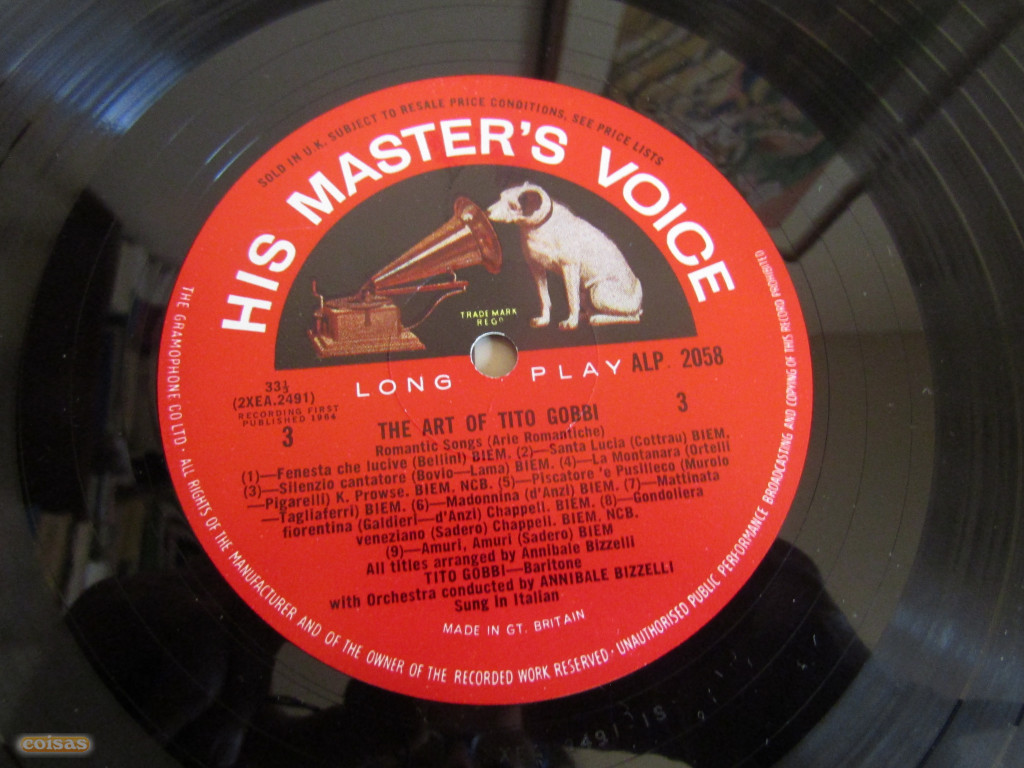 SOLD IN U.K. SUBJECT TO RESALE PRICE CONDITIONS, SEE PRICE LISTS
HIS MASTER'S VOICE
TRADE MARK
REGD
LONG PLAY
ALP 2058
33⅓
(2XEA.2491)
RECORDING FIRST
PUBLISHED 1964
3
3
THE ART OF TITO GOBBI
Romantic Songs (Arie Romantiche)
(1)—Fenesta che lucive (Bellini) BIEM. (2)—Santa Lucia (Cottrau) BIEM.
(3)—Silenzio cantatore (Bovio—Lama) BIEM. (4)—La Montanara (Ortelli
—Pigarelli) K. Prowse. BIEM. NCB. (5)—Piscatore 'e Pusilleco (Murolo
—Tagliaferri) BIEM. (6)—Madonnina (d'Anzi) BIEM. (7)—Mattinata
fiorentina (Galdieri—d'Anzi) Chappell. BIEM. (8)—Gondoliera
veneziano (Sadero) Chappell. BIEM. NCB.
(9)—Amuri, Amuri (Sadero) BIEM
All titles arranged by Annibale Bizzelli
TITO GOBBI—Baritone
with Orchestra conducted by ANNIBALE BIZZELLI
Sung in Italian
MADE IN GT. BRITAIN
THE GRAMOPHONE CO LTD · ALL RIGHTS OF THE MANUFACTURER AND OF THE OWNER OF THE RECORDED WORK RESERVED · UNAUTHORISED PUBLIC PERFORMANCE BROADCASTING AND COPYING OF THIS RECORD PROHIBITED
coisas